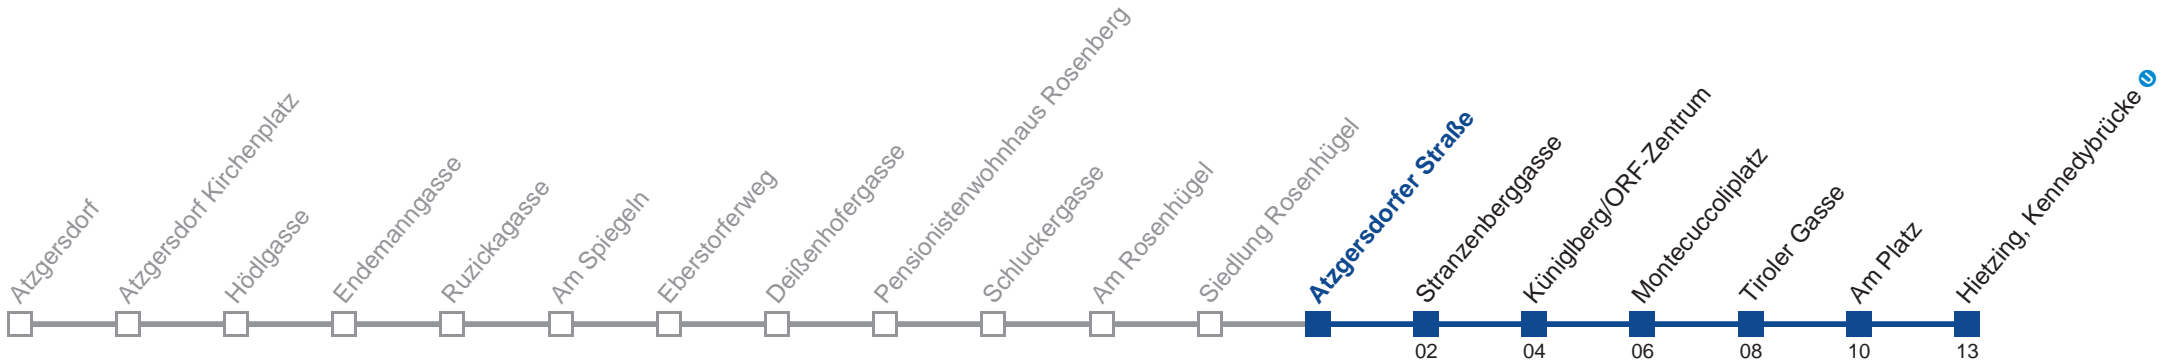 Atzgersdorf
Atzgersdorf Kirchenplatz
Hödlgasse
Endemanngasse
Ruzickagasse
Am Spiegeln
Eberstorferweg
Deißenhofergasse
Pensionistenwohnhaus Rosenberg
Schluckergasse
Am Rosenhügel
Siedlung Rosenhügel
Atzgersdorfer Straße
Stranzenberggasse
Küniglberg/ORF-Zentrum
Montecuccoliplatz
Tiroler Gasse
Am Platz
Hietzing, Kennedybrücke U
02 04 06 08 10 13